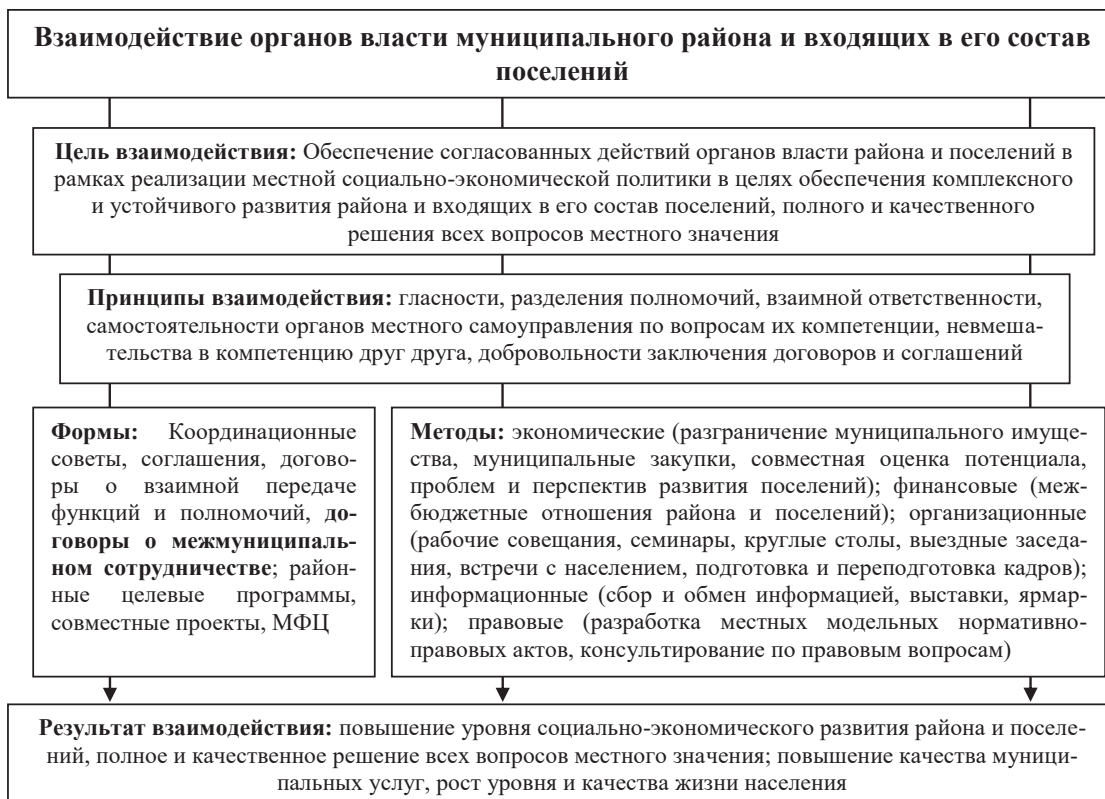 Взаимодействие органов власти муниципального района и входящих в его состав
поселений
Цель взаимодействия: Обеспечение согласованных действий органов власти района и поселений в
рамках реализации местной социально-экономической политики в целях обеспечения комплексного
и устойчивого развития района и входящих в его состав поселений, полного и качественного
решения всех вопросов местного значения
Принципы взаимодействия: гласности, разделения полномочий, взаимной ответственности,
самостоятельности органов местного самоуправления по вопросам их компетенции, невмеша-
тельства в компетенцию друг друга, добровольности заключения договоров и соглашений
Формы: Координационные
советы, соглашения, догово-
ры о взаимной передаче
функций и полномочий, до-
говоры о межмуниципаль-
ном сотрудничестве; район-
ные целевые программы,
совместные проекты, МФЦ
Методы: экономические (разграничение муниципального имуще-
ства, муниципальные закупки, совместная оценка потенциала,
проблем и перспектив развития поселений); финансовые (меж-
бюджетные отношения района и поселений); организационные
(рабочие совещания, семинары, круглые столы, выездные заседа-
ния, встречи с населением, подготовка и переподготовка кадров);
информационные (сбор и обмен информацией, выставки, ярмар-
ки); правовые (разработка местных модельных нормативно-
правовых актов, консультирование по правовым вопросам)
Результат взаимодействия: повышение уровня социально-экономического развития района и поселе-
ний, полное и качественное решение всех вопросов местного значения; повышение качества муници-
пальных услуг, рост уровня и качества жизни населения